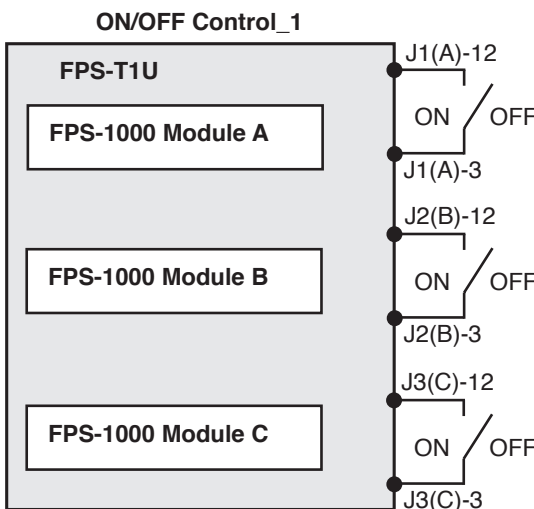 ON/OFF Control_1
FPS-T1U
J1(A)-12
FPS-1000 Module A
ON OFF
J1(A)-3
J2(B)-12
FPS-1000 Module B
ON OFF
J2(B)-3
J3(C)-12
FPS-1000 Module C
ON OFF
J3(C)-3